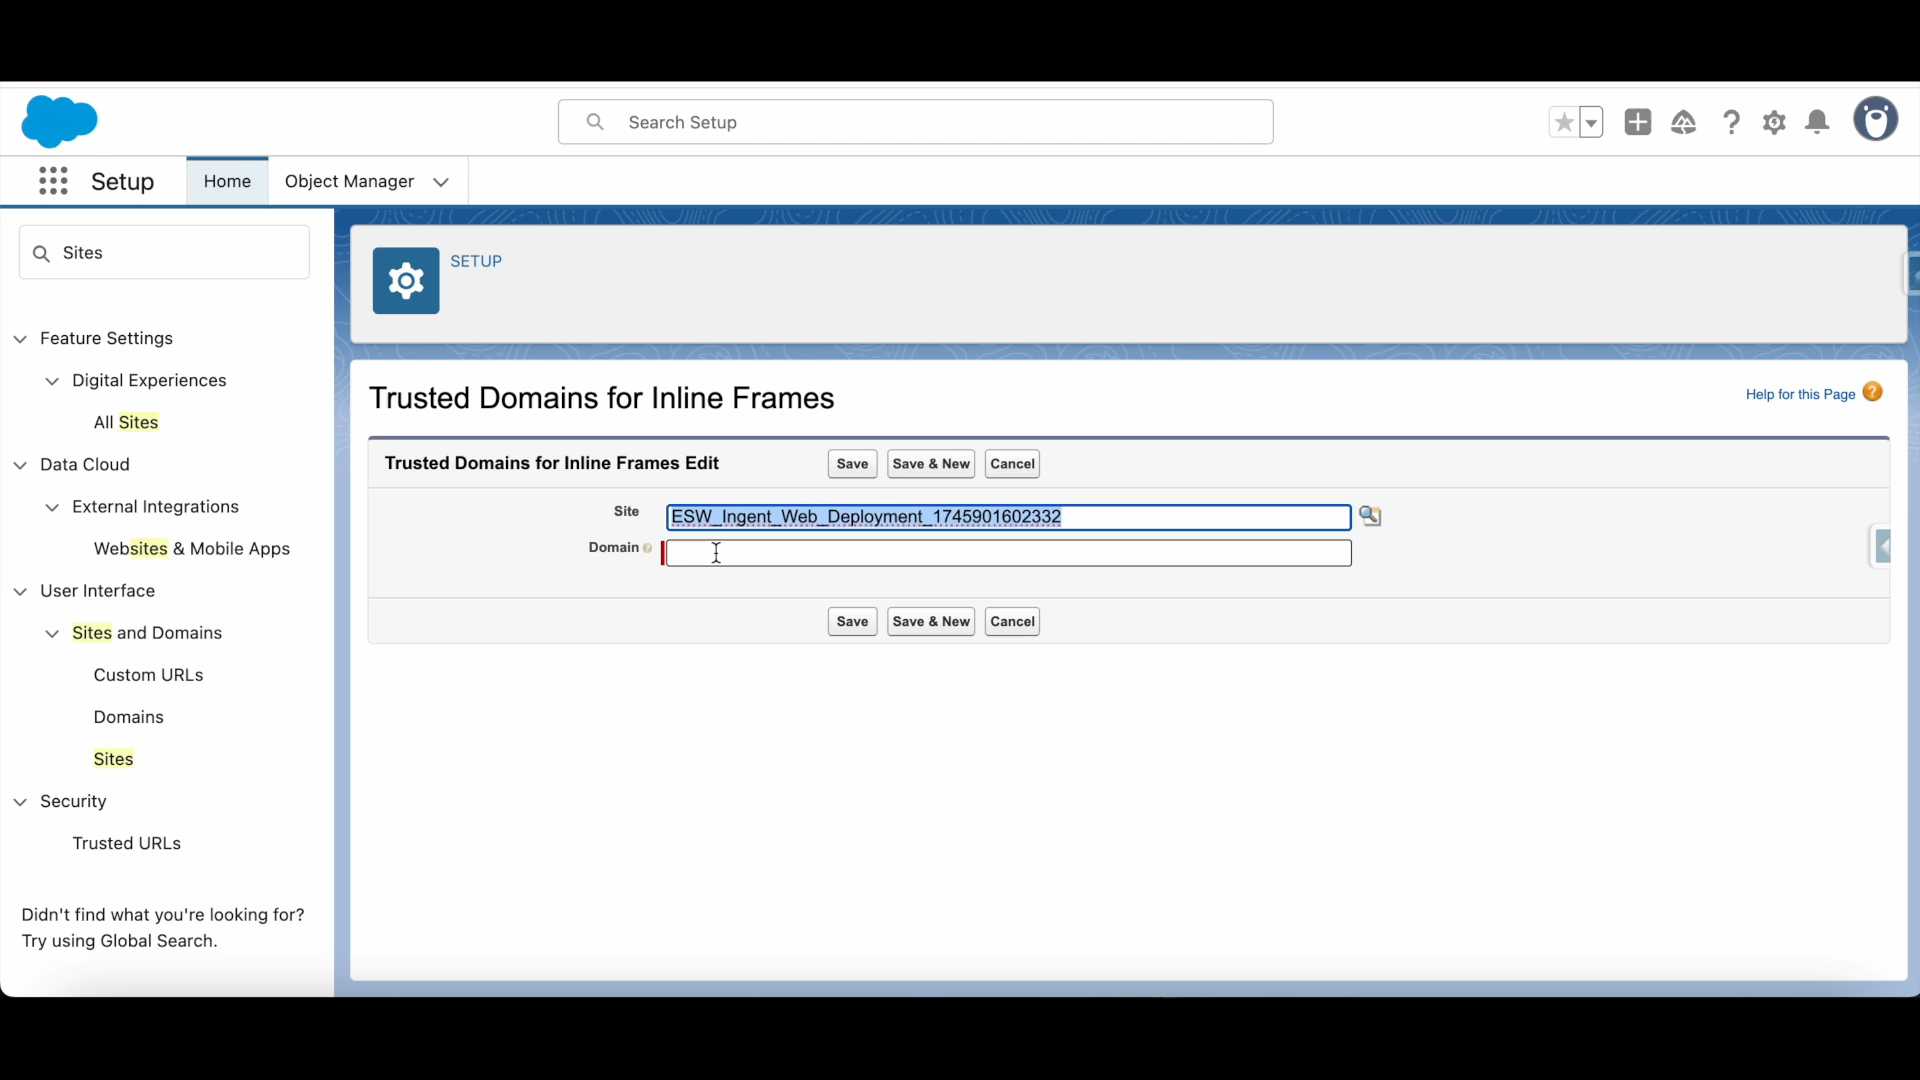 Search Setup
Setup
Home
Object Manager
Sites
Feature Settings
Digital Experiences
All Sites
Data Cloud
External Integrations
Websites & Mobile Apps
User Interface
Sites and Domains
Custom URLs
Domains
Sites
Security
Trusted URLs
Didn't find what you're looking for?
Try using Global Search.
SETUP
Trusted Domains for Inline Frames
Help for this Page
Trusted Domains for Inline Frames Edit
Save
Save & New
Cancel
Site
ESW_Ingent_Web_Deployment_1745901602332
Domain
Save
Save & New
Cancel